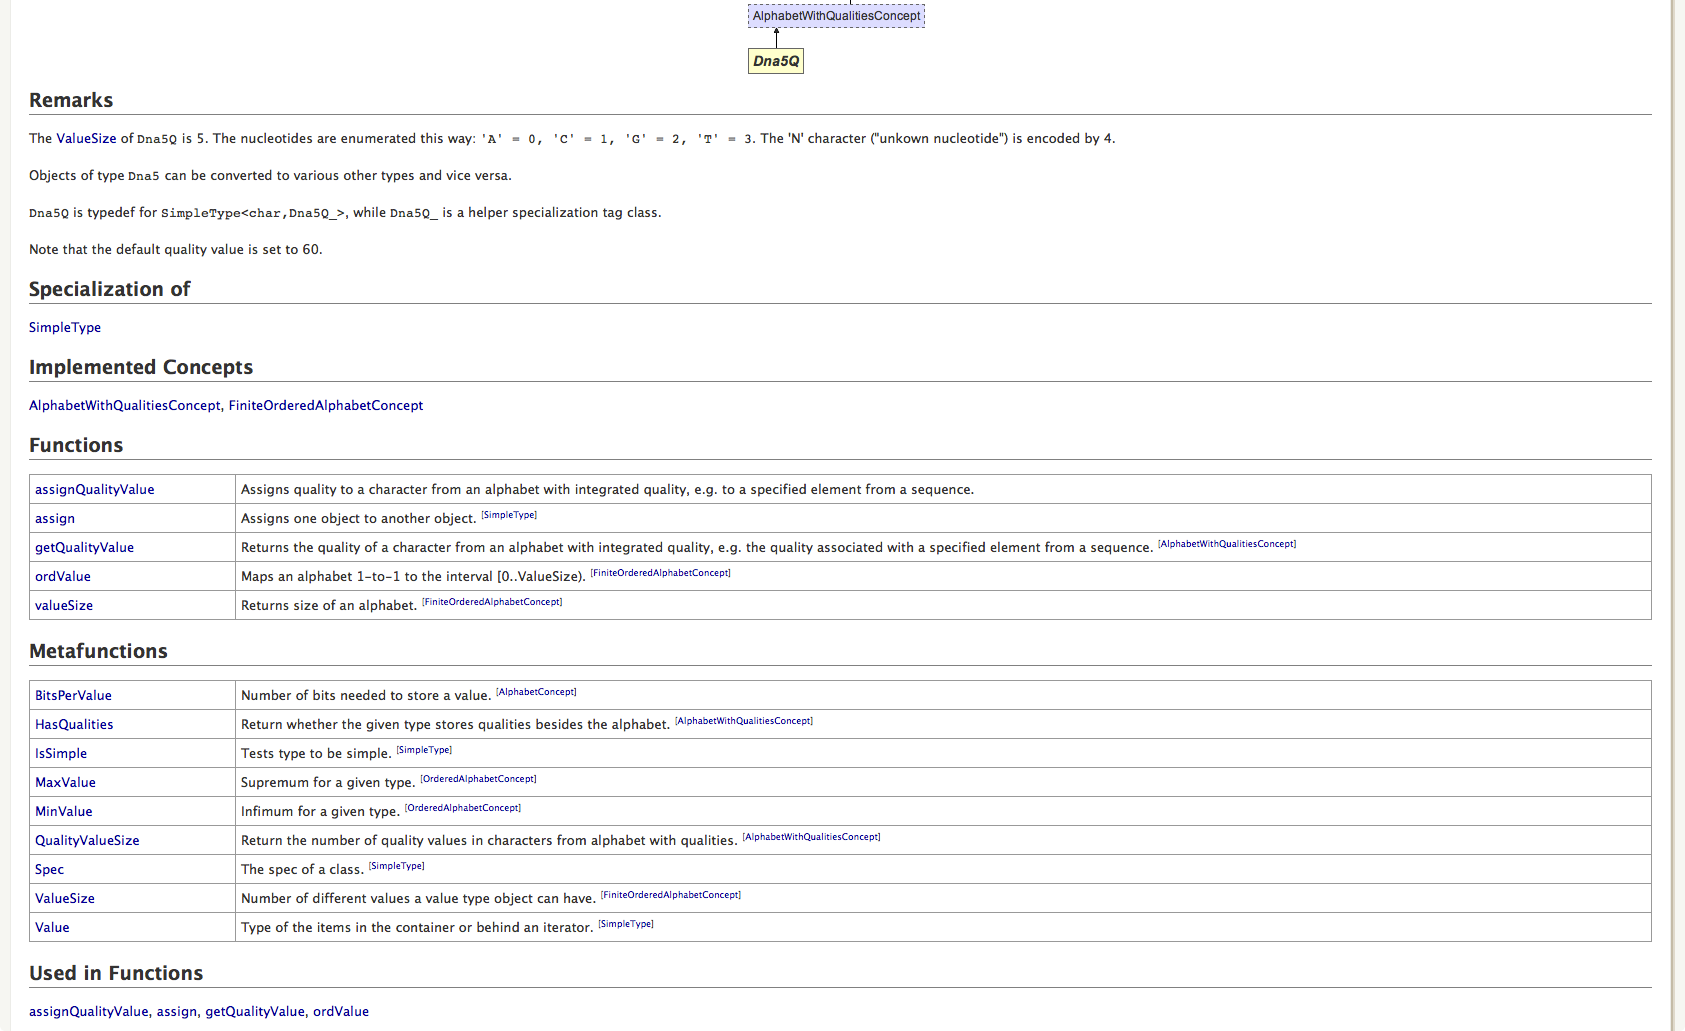 AlphabetWithQualitiesConcept
Dna5Q
Remarks
The ValueSize of Dna5Q is 5. The nucleotides are enumerated this way: 'A' = 0, 'C' = 1, 'G' = 2, 'T' = 3. The 'N' character ("unkown nucleotide") is encoded by 4.
Objects of type Dna5 can be converted to various other types and vice versa.
Dna5Q is typedef for SimpleType<char,Dna5Q_>, while Dna5Q_ is a helper specialization tag class.
Note that the default quality value is set to 60.
Specialization of
SimpleType
Implemented Concepts
AlphabetWithQualitiesConcept, FiniteOrderedAlphabetConcept
Functions
assignQualityValue Assigns quality to a character from an alphabet with integrated quality, e.g. to a specified element from a sequence.
assign Assigns one object to another object. [SimpleType]
getQualityValue Returns the quality of a character from an alphabet with integrated quality, e.g. the quality associated with a specified element from a sequence. [AlphabetWithQualitiesConcept]
ordValue Maps an alphabet 1-to-1 to the interval [0..ValueSize). [FiniteOrderedAlphabetConcept]
valueSize Returns size of an alphabet. [FiniteOrderedAlphabetConcept]
Metafunctions
BitsPerValue Number of bits needed to store a value. [AlphabetConcept]
HasQualities Return whether the given type stores qualities besides the alphabet. [AlphabetWithQualitiesConcept]
IsSimple Tests type to be simple. [SimpleType]
MaxValue Supremum for a given type. [OrderedAlphabetConcept]
MinValue Infimum for a given type. [OrderedAlphabetConcept]
QualityValueSize Return the number of quality values in characters from alphabet with qualities. [AlphabetWithQualitiesConcept]
Spec The spec of a class. [SimpleType]
ValueSize Number of different values a value type object can have. [FiniteOrderedAlphabetConcept]
Value Type of the items in the container or behind an iterator. [SimpleType]
Used in Functions
assignQualityValue, assign, getQualityValue, ordValue